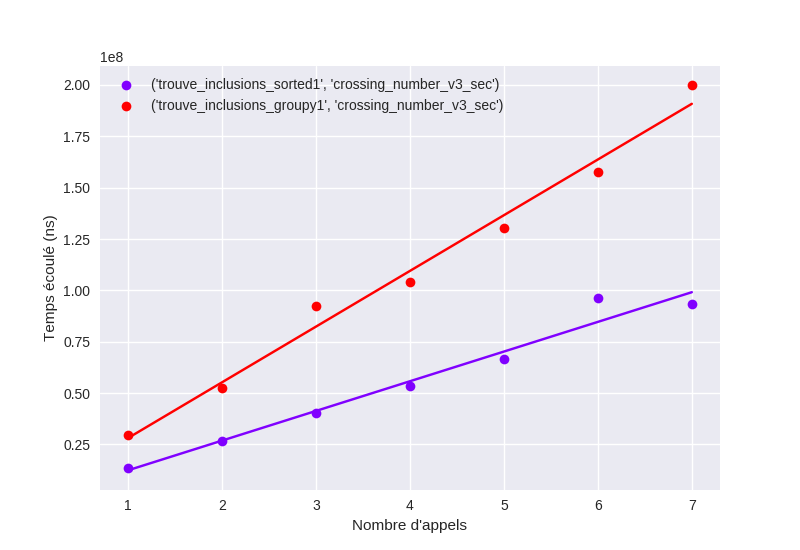 1e8
('trouve_inclusions_sorted1', 'crossing_number_v3_sec')
('trouve_inclusions_groupy1', 'crossing_number_v3_sec')
2.00
1.75
1.50
1.25
1.00
0.75
0.50
0.25
Temps écoulé (ns)
1 2 3 4 5 6 7
Nombre d'appels